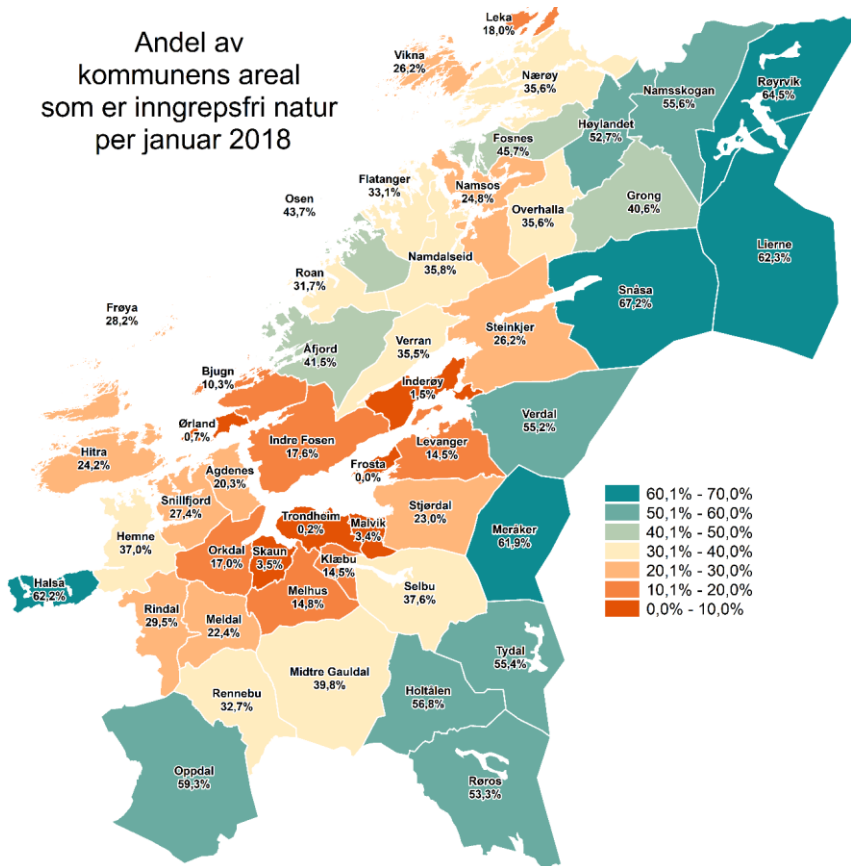 Andel av
kommunens areal
som er inngrepsfri natur
per januar 2018
Leka
18,0%
Vikna
26,2%
Nærøy
35,6%
Namsskogan
55,6%
Røyrvik
64,5%
Høylandet
52,7%
Fosnes
45,7%
Flatanger
33,1%
Namsos
24,8%
Osen
43,7%
Overhalla
35,6%
Grong
40,6%
Lierne
62,3%
Namdalseid
35,8%
Roan
31,7%
Snåsa
67,2%
Frøya
28,2%
Steinkjer
26,2%
Verran
35,5%
Åfjord
41,5%
Bjugn
10,3%
Inderøy
1,5%
Ørland
0,7%
Verdal
55,2%
Indre Fosen
17,6%
Levanger
14,5%
Hitra
24,2%
Frosta
0,0%
Agdenes
20,3%
Snillfjord
27,4%
Stjørdal
23,0%
Trondheim
0,2%
Malvik
3,4%
Meråker
61,9%
Hemne
37,0%
Orkdal
17,0%
Skaun
3,5%
Klæbu
14,5%
Halsa
62,2%
Selbu
37,6%
Melhus
14,8%
Rindal
29,5%
Meldal
22,4%
Tydal
55,4%
Midtre Gauldal
39,8%
Rennebu
32,7%
Holtålen
56,8%
Oppdal
59,3%
Røros
53,3%
60,1% - 70,0%
50,1% - 60,0%
40,1% - 50,0%
30,1% - 40,0%
20,1% - 30,0%
10,1% - 20,0%
0,0% - 10,0%